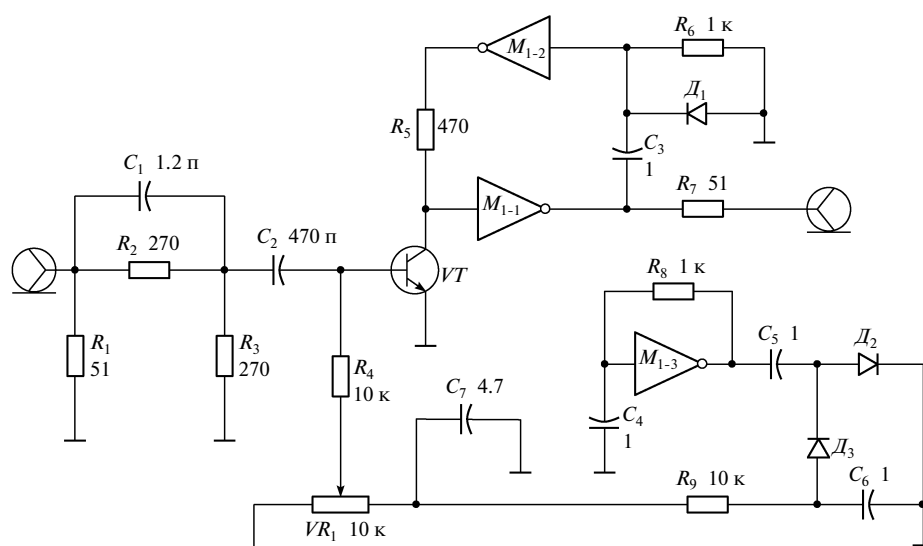 R6 1 к
M1-2
Д1
R5 470
C3
1
C1 1.2 п
R7 51
M1-1
R2 270
C2 470 п
VT
R8 1 к
C5 1
Д2
R1
51
R3
270
R4
10 к
M1-3
C7 4.7
C4
1
Д3
R9 10 к
C6 1
VR1 10 к